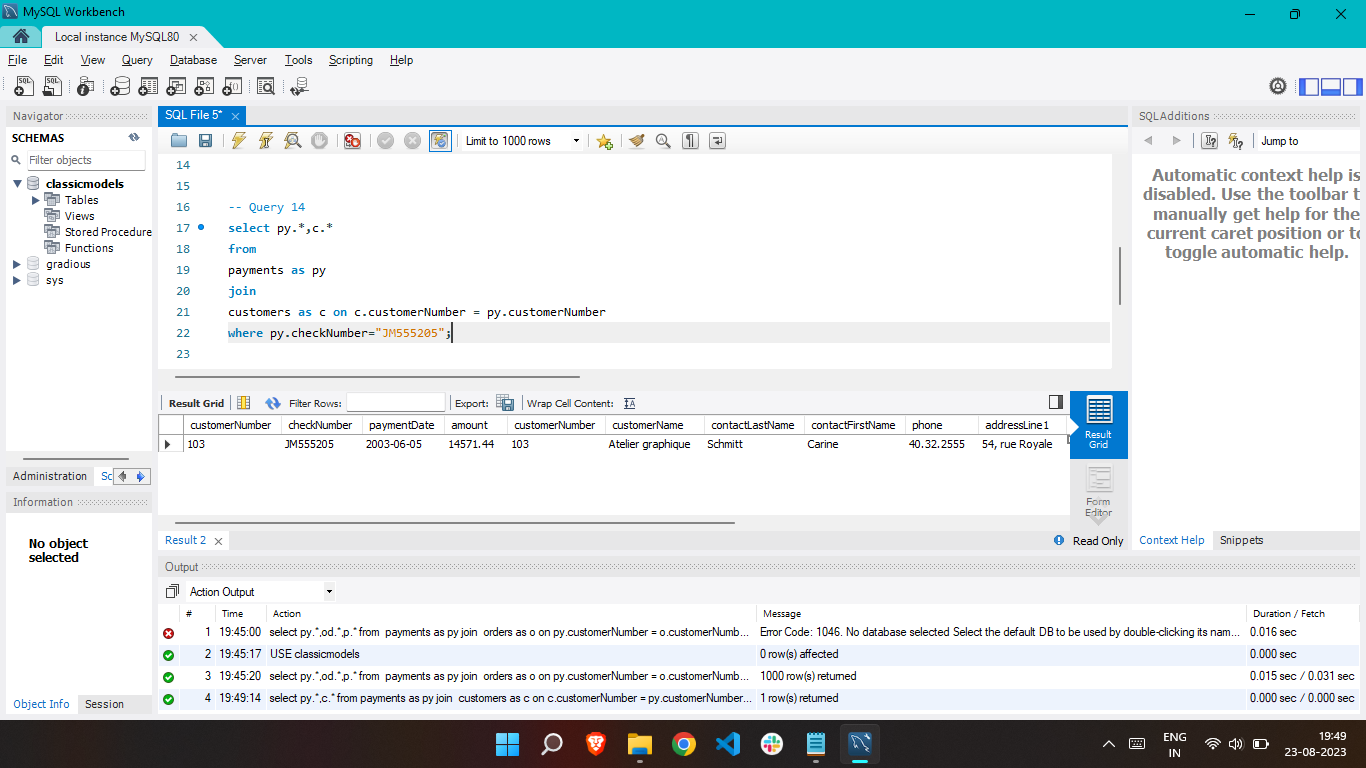 MySQL Workbench
Local instance MySQL80
File Edit View Query Database Server Tools Scripting Help
Navigator
SCHEMAS
Filter objects
classicmodels
Tables
Views
Stored Procedure
Functions
gradious
sys
Administration Sc
Information
No object
selected
Object Info Session
SQL File 5*
Limit to 1000 rows
14
15
16 -- Query 14
17 select py.*,c.*
18 from
19 payments as py
20 join
21 customers as c on c.customerNumber = py.customerNumber
22 where py.checkNumber="JM555205";
23
Result Grid Filter Rows: Export: Wrap Cell Content:
customerNumber checkNumber paymentDate amount customerNumber customerName contactLastName contactFirstName phone addressLine1
103 JM555205 2003-06-05 14571.44 103 Atelier graphique Schmitt Carine 40.32.2555 54, rue Royale
Result
Grid
Form
Editor
Result 2
Read Only
SQLAdditions
Jump to
Automatic context help is
disabled. Use the toolbar t
manually get help for the
current caret position or to
toggle automatic help.
Context Help Snippets
Output
Action Output
# Time Action Message Duration / Fetch
1 19:45:00 select py.*,od.*,p.* from payments as py join orders as o on py.customerNumber = o.customerNumb... Error Code: 1046. No database selected Select the default DB to be used by double-clicking its nam... 0.016 sec
2 19:45:17 USE classicmodels 0 row(s) affected 0.000 sec
3 19:45:20 select py.*,od.*,p.* from payments as py join orders as o on py.customerNumber = o.customerNumb... 1000 row(s) returned 0.015 sec / 0.031 sec
4 19:49:14 select py.*,c.* from payments as py join customers as c on c.customerNumber = py.customerNumber... 1 row(s) returned 0.000 sec / 0.000 sec
ENG
IN
19:49
23-08-2023